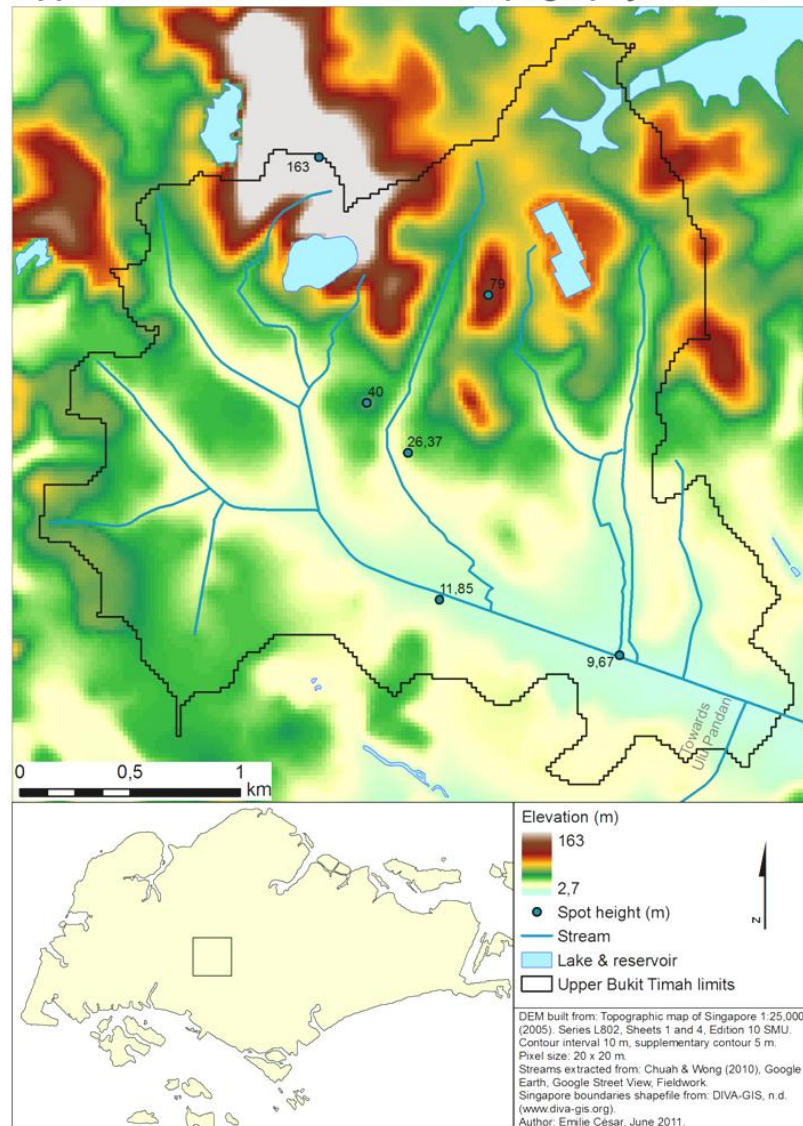 163
79
40
26,37
11,85
9,67
Towards
Ulu Pandan
0 0,5 1
km
Elevation (m)
163
2,7
Spot height (m)
Stream
Lake & reservoir
Upper Bukit Timah limits
z
DEM built from: Topographic map of Singapore 1:25,000
(2005). Series L802, Sheets 1 and 4, Edition 10 SMU.
Contour interval 10 m, supplementary contour 5 m.
Pixel size: 20 x 20 m.
Streams extracted from: Chuah & Wong (2010), Google
Earth, Google Street View, Fieldwork.
Singapore boundaries shapefile from: DIVA-GIS, n.d.
(www.diva-gis.org).
Author: Emilie César, June 2011.